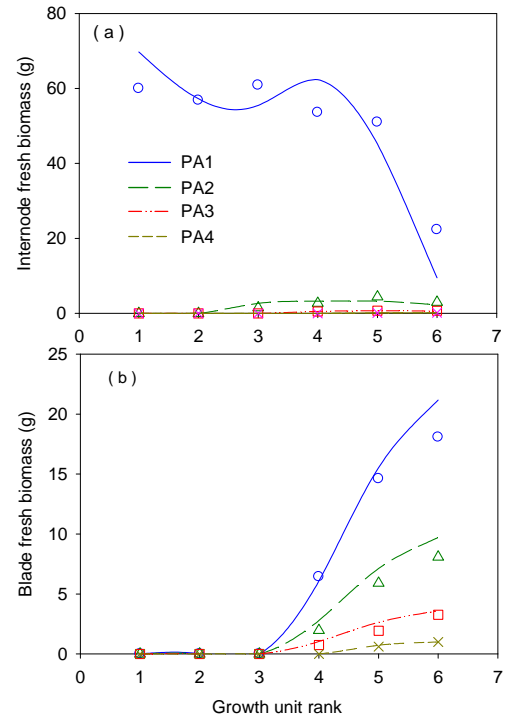 ( a )
Internode fresh biomass (g)
80
60
40
20
0
PA1
PA2
PA3
PA4
0 1 2 3 4 5 6 7
( b )
Blade fresh biomass (g)
25
20
15
10
5
0
0 1 2 3 4 5 6 7
Growth unit rank